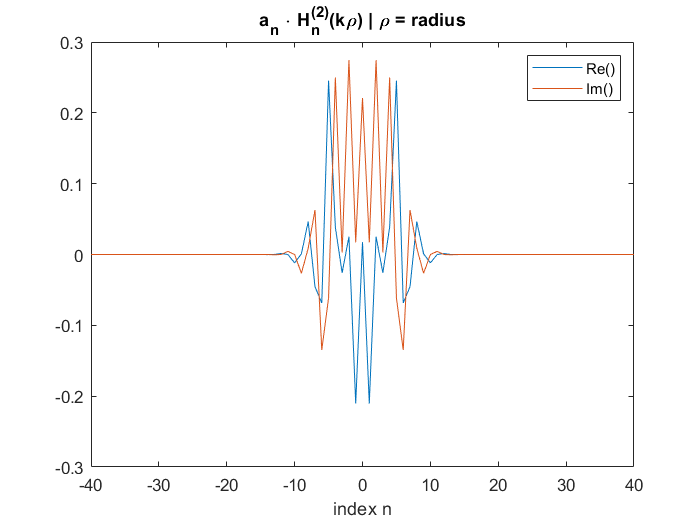 a_n · H_n^(2)(kρ) | ρ = radius
0.3
0.2
0.1
0
-0.1
-0.2
-0.3
Re()
Im()
-40 -30 -20 -10 0 10 20 30 40
index n